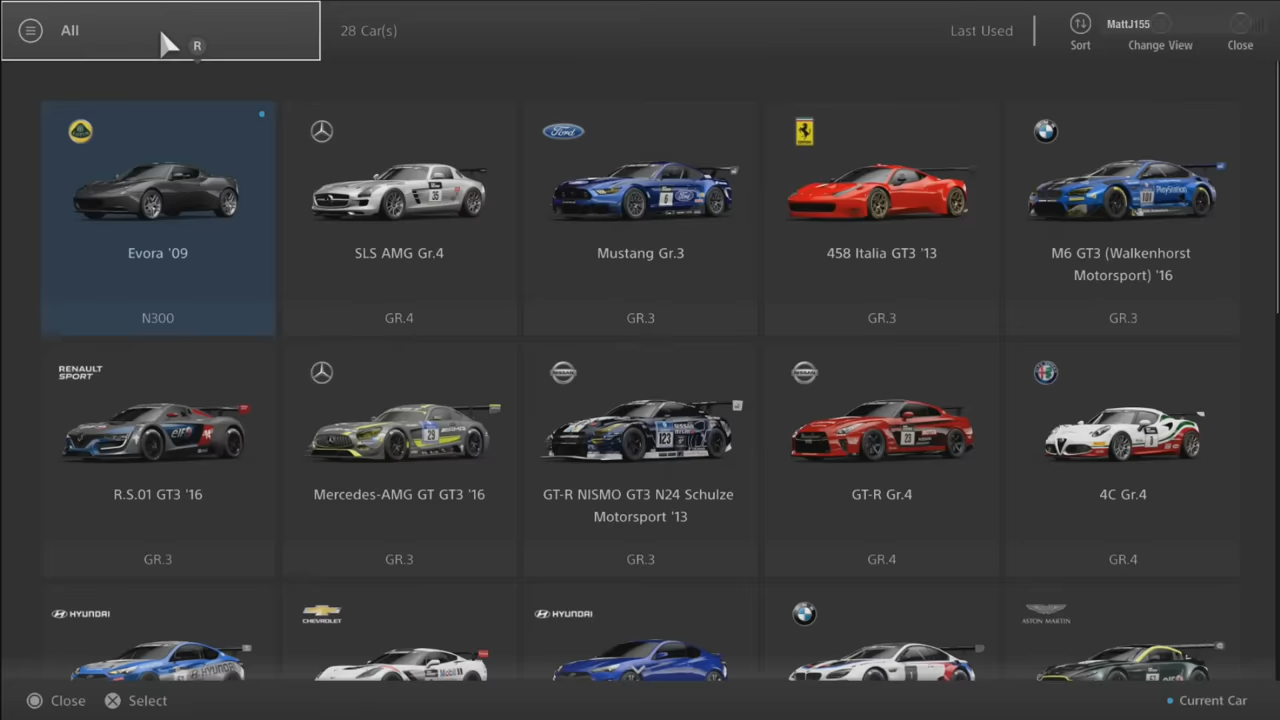 All
R
28 Car(s)
Last Used
MattJ155
Sort
Change View
Close
Ford
Evora '09
SLS AMG Gr.4
Mustang Gr.3
458 Italia GT3 '13
M6 GT3 (Walkenhorst
Motorsport) '16
N300
GR.4
GR.3
GR.3
GR.3
RENAULT
SPORT
NISSAN
NISSAN
R.S.01 GT3 '16
Mercedes-AMG GT GT3 '16
GT-R NISMO GT3 N24 Schulze
Motorsport '13
GT-R Gr.4
4C Gr.4
GR.3
GR.3
GR.3
GR.4
GR.4
HYUNDAI
CHEVROLET
HYUNDAI
ASTON MARTIN
Close
Select
Current Car